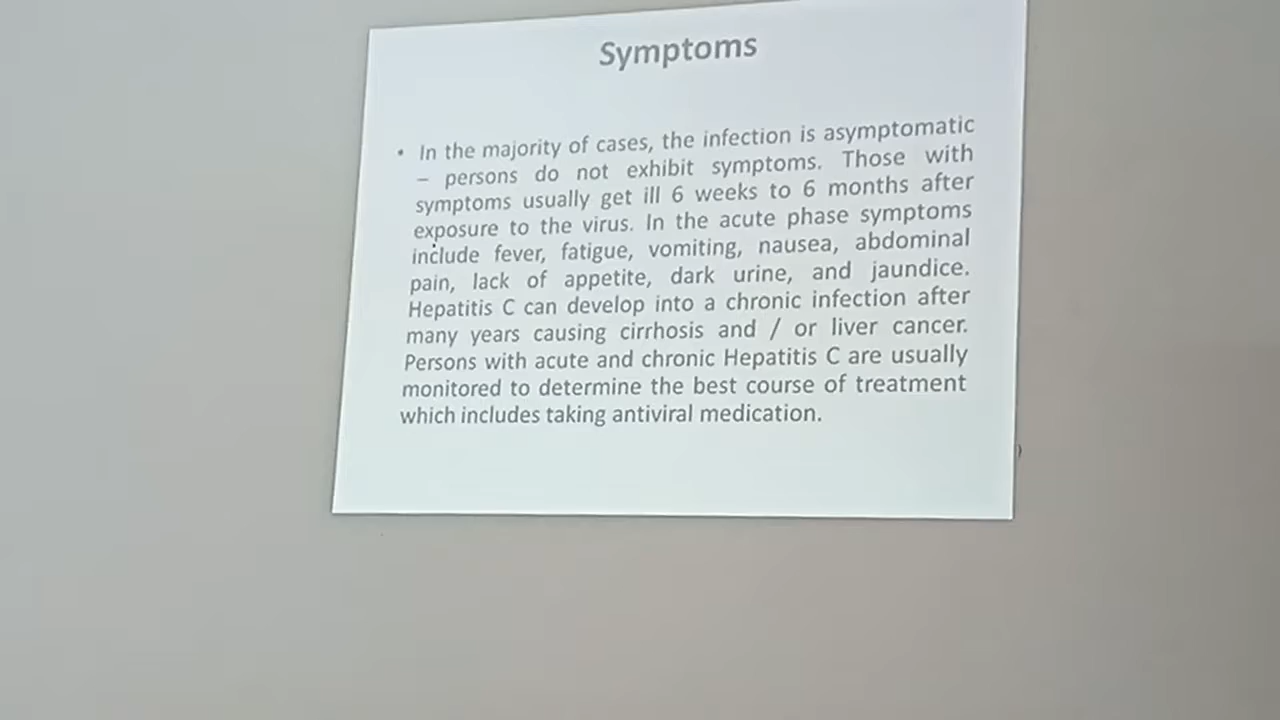 Symptoms
• In the majority of cases, the infection is asymptomatic
– persons do not exhibit symptoms. Those with
symptoms usually get ill 6 weeks to 6 months after
exposure to the virus. In the acute phase symptoms
include fever, fatigue, vomiting, nausea, abdominal
pain, lack of appetite, dark urine, and jaundice.
Hepatitis C can develop into a chronic infection after
many years causing cirrhosis and / or liver cancer.
Persons with acute and chronic Hepatitis C are usually
monitored to determine the best course of treatment
which includes taking antiviral medication.